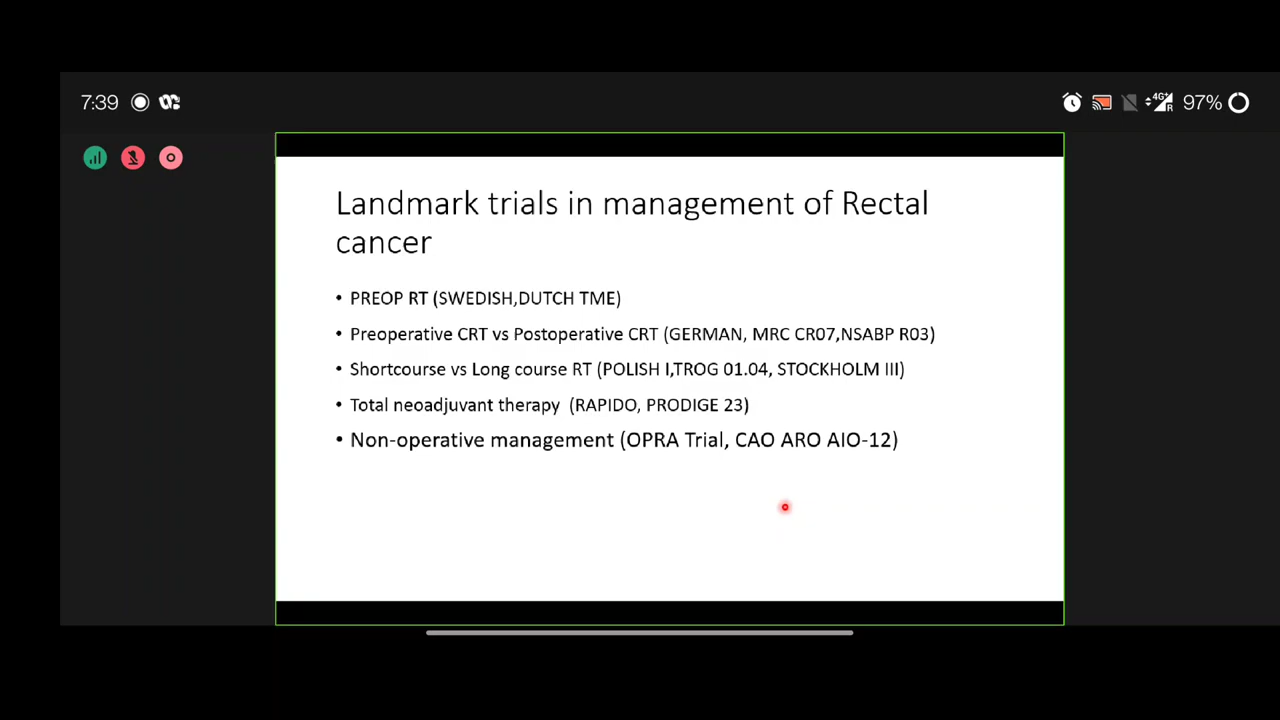 7:39
97%
Landmark trials in management of Rectal
cancer
• PREOP RT (SWEDISH,DUTCH TME)
• Preoperative CRT vs Postoperative CRT (GERMAN, MRC CR07,NSABP R03)
• Shortcourse vs Long course RT (POLISH I,TROG 01.04, STOCKHOLM III)
• Total neoadjuvant therapy  (RAPIDO, PRODIGE 23)
• Non-operative management (OPRA Trial, CAO ARO AIO-12)